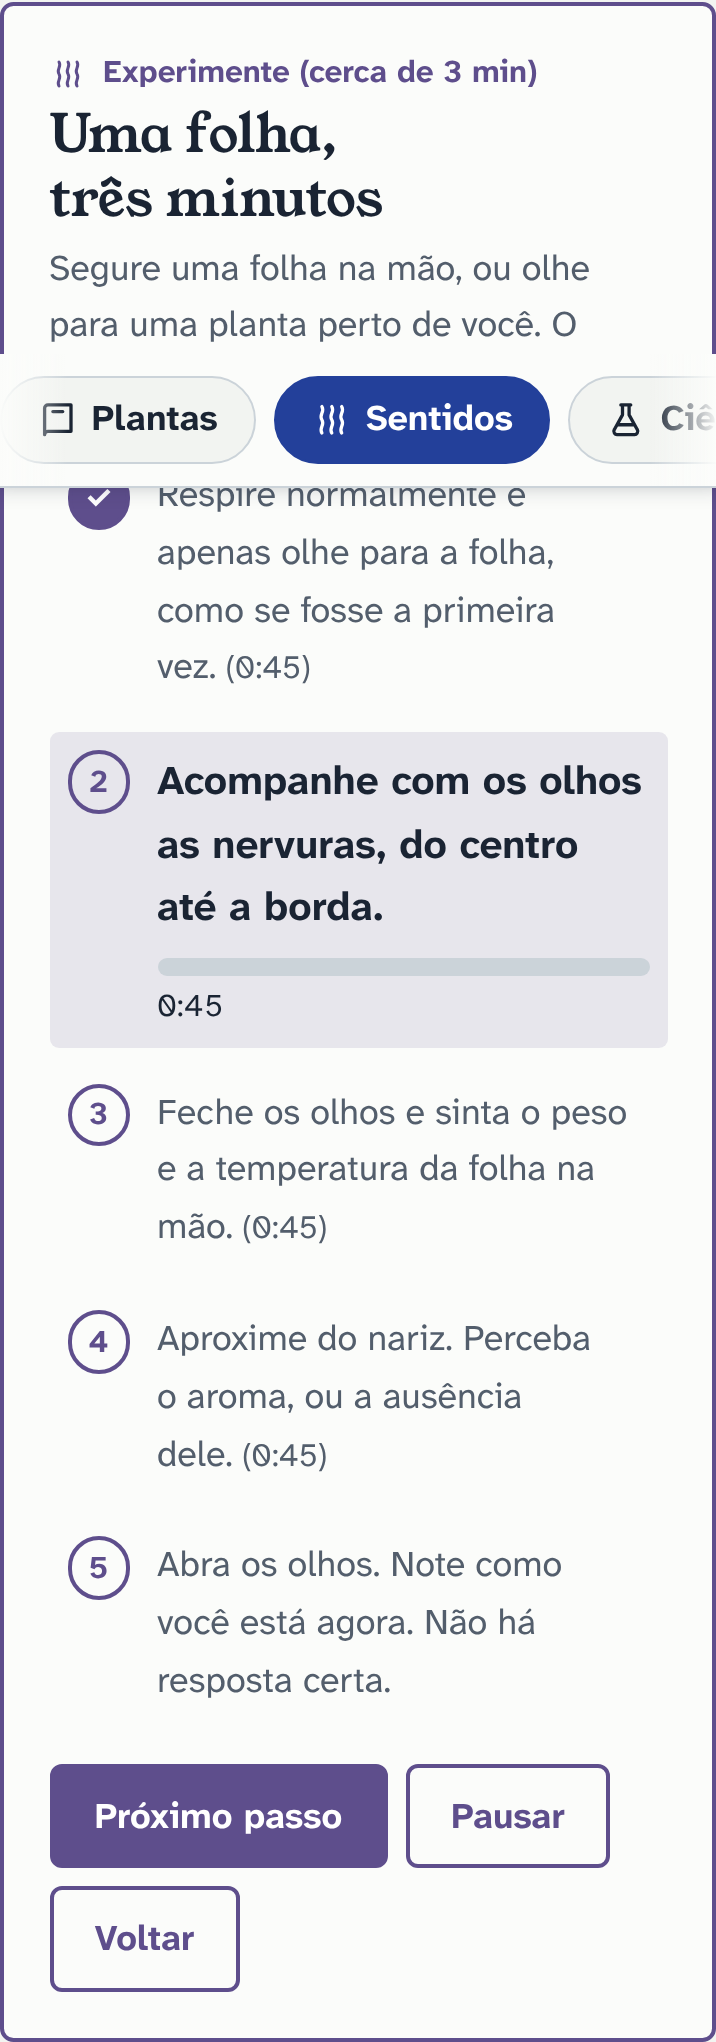 Experimente (cerca de 3 min)
Uma folha,
três minutos
Segure uma folha na mão, ou olhe
para uma planta perto de você. O
Plantas
Sentidos
Respire normalmente e
apenas olhe para a folha,
como se fosse a primeira
vez. (0:45)
2
Acompanhe com os olhos
as nervuras, do centro
até a borda.
0:45
3
Feche os olhos e sinta o peso
e a temperatura da folha na
mão. (0:45)
4
Aproxime do nariz. Perceba
o aroma, ou a ausência
dele. (0:45)
5
Abra os olhos. Note como
você está agora. Não há
resposta certa.
Próximo passo
Pausar
Voltar